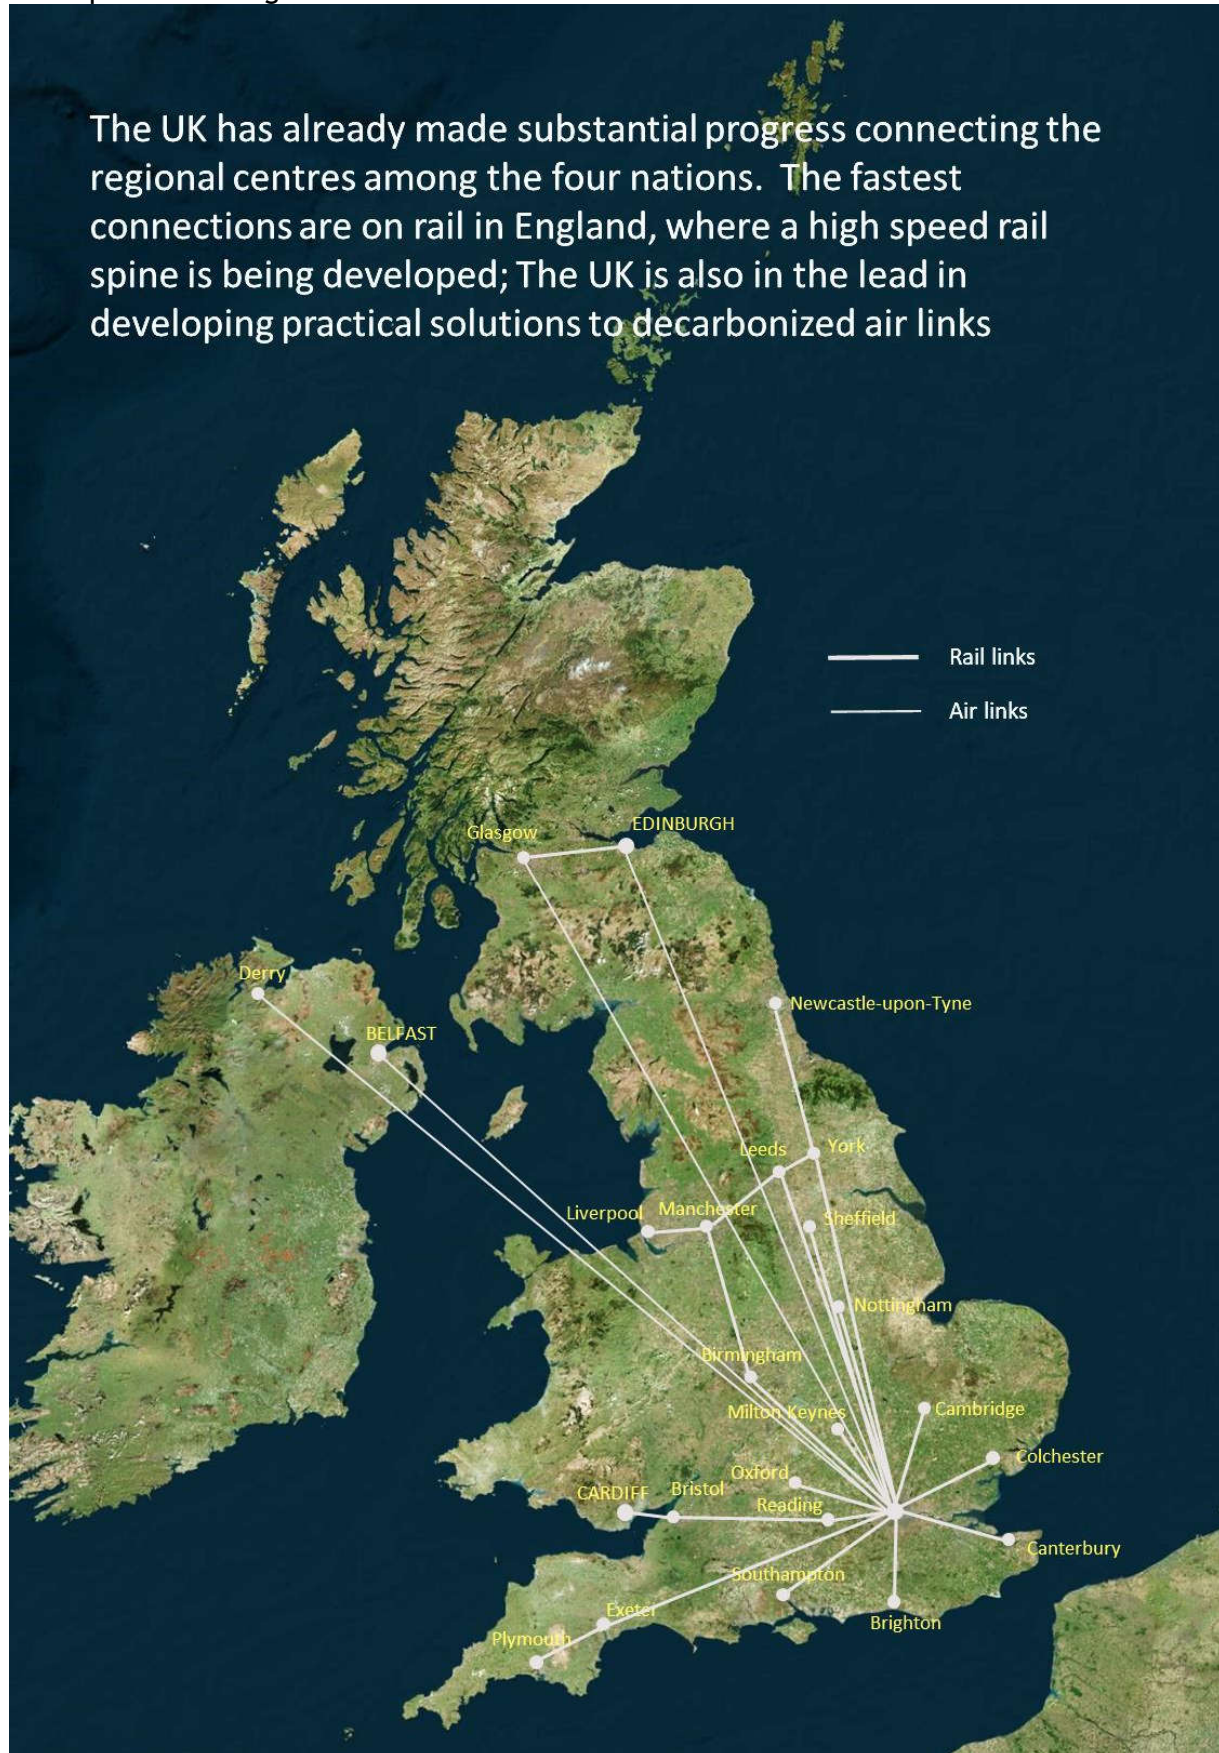 The UK has already made substantial progress connecting the
regional centres among the four nations.  The fastest
connections are on rail in England, where a high speed rail
spine is being developed; The UK is also in the lead in
developing practical solutions to decarbonized air links
Rail links
Air links
Glasgow
EDINBURGH
Derry
BELFAST
Newcastle-upon-Tyne
Leeds
York
Liverpool
Manchester
Sheffield
Nottingham
Birmingham
Milton Keynes
Cambridge
Colchester
Oxford
CARDIFF
Bristol
Reading
Canterbury
Southampton
Exeter
Brighton
Plymouth